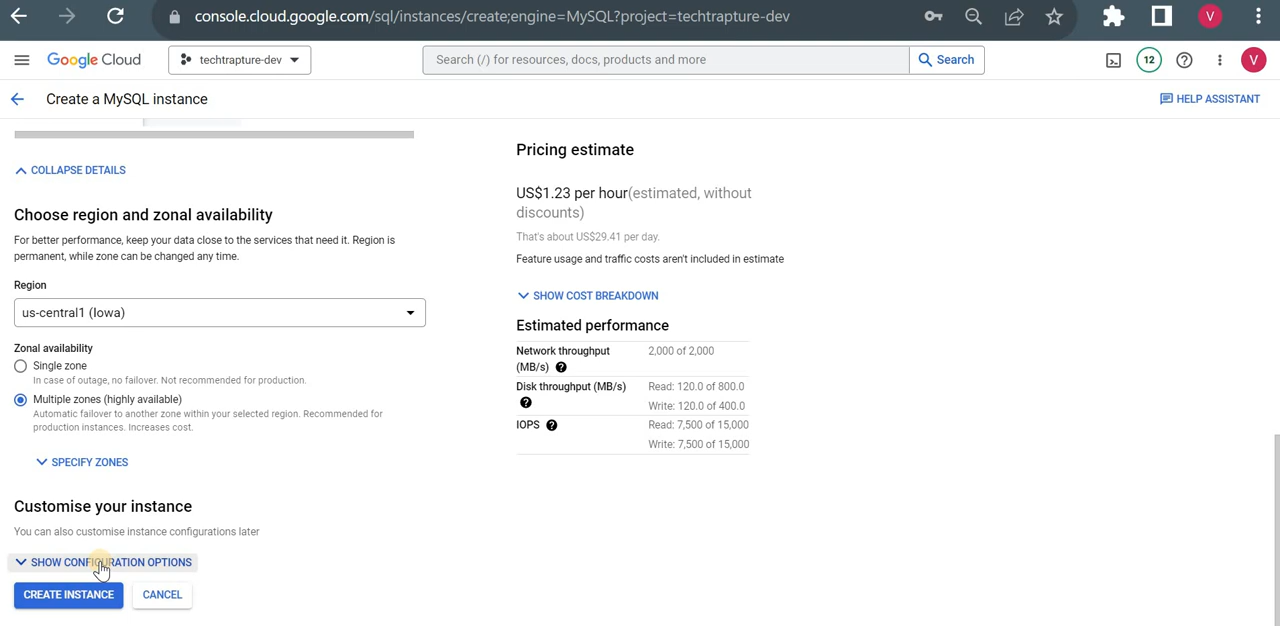 console.cloud.google.com/sql/instances/create;engine=MySQL?project=techtrapture-dev
V
Google Cloud
techtrapture-dev
Search (/) for resources, docs, products and more
Search
12
V
Create a MySQL instance
HELP ASSISTANT
COLLAPSE DETAILS
Choose region and zonal availability
For better performance, keep your data close to the services that need it. Region is
permanent, while zone can be changed any time.
Region
us-central1 (Iowa)
Zonal availability
Single zone
In case of outage, no failover. Not recommended for production.
Multiple zones (highly available)
Automatic failover to another zone within your selected region. Recommended for
production instances. Increases cost.
SPECIFY ZONES
Customise your instance
You can also customise instance configurations later
SHOW CONFIGURATION OPTIONS
CREATE INSTANCE
CANCEL
Pricing estimate
US$1.23 per hour(estimated, without
discounts)
That's about US$29.41 per day.
Feature usage and traffic costs aren't included in estimate
SHOW COST BREAKDOWN
Estimated performance
Network throughput 2,000 of 2,000
(MB/s)
Disk throughput (MB/s) Read: 120.0 of 800.0
Write: 120.0 of 400.0
IOPS Read: 7,500 of 15,000
Write: 7,500 of 15,000